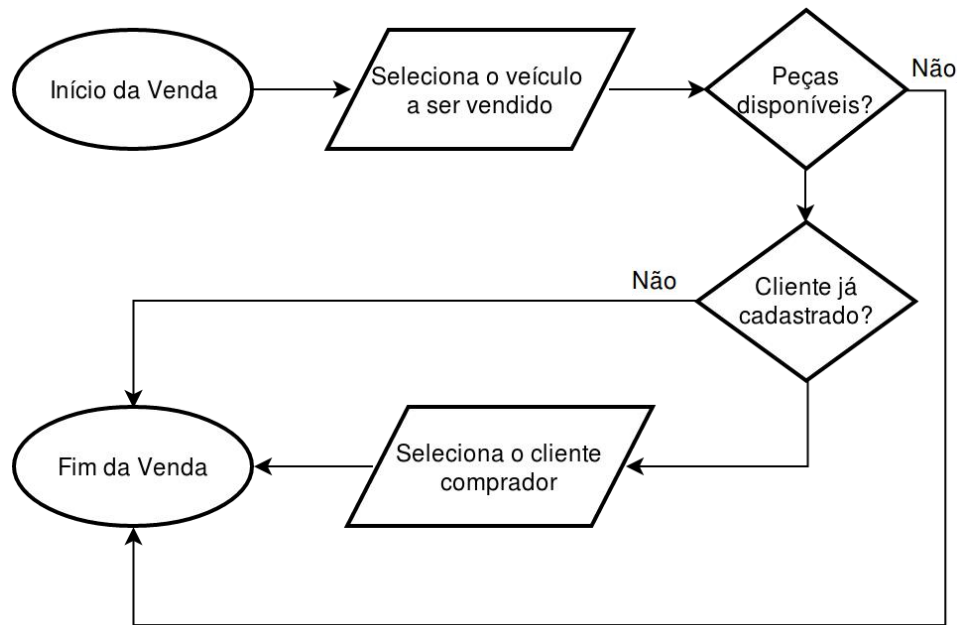 Início da Venda
Seleciona o veículo
a ser vendido
Peças
disponíveis?
Não
Cliente já
cadastrado?
Não
Seleciona o cliente
comprador
Fim da Venda